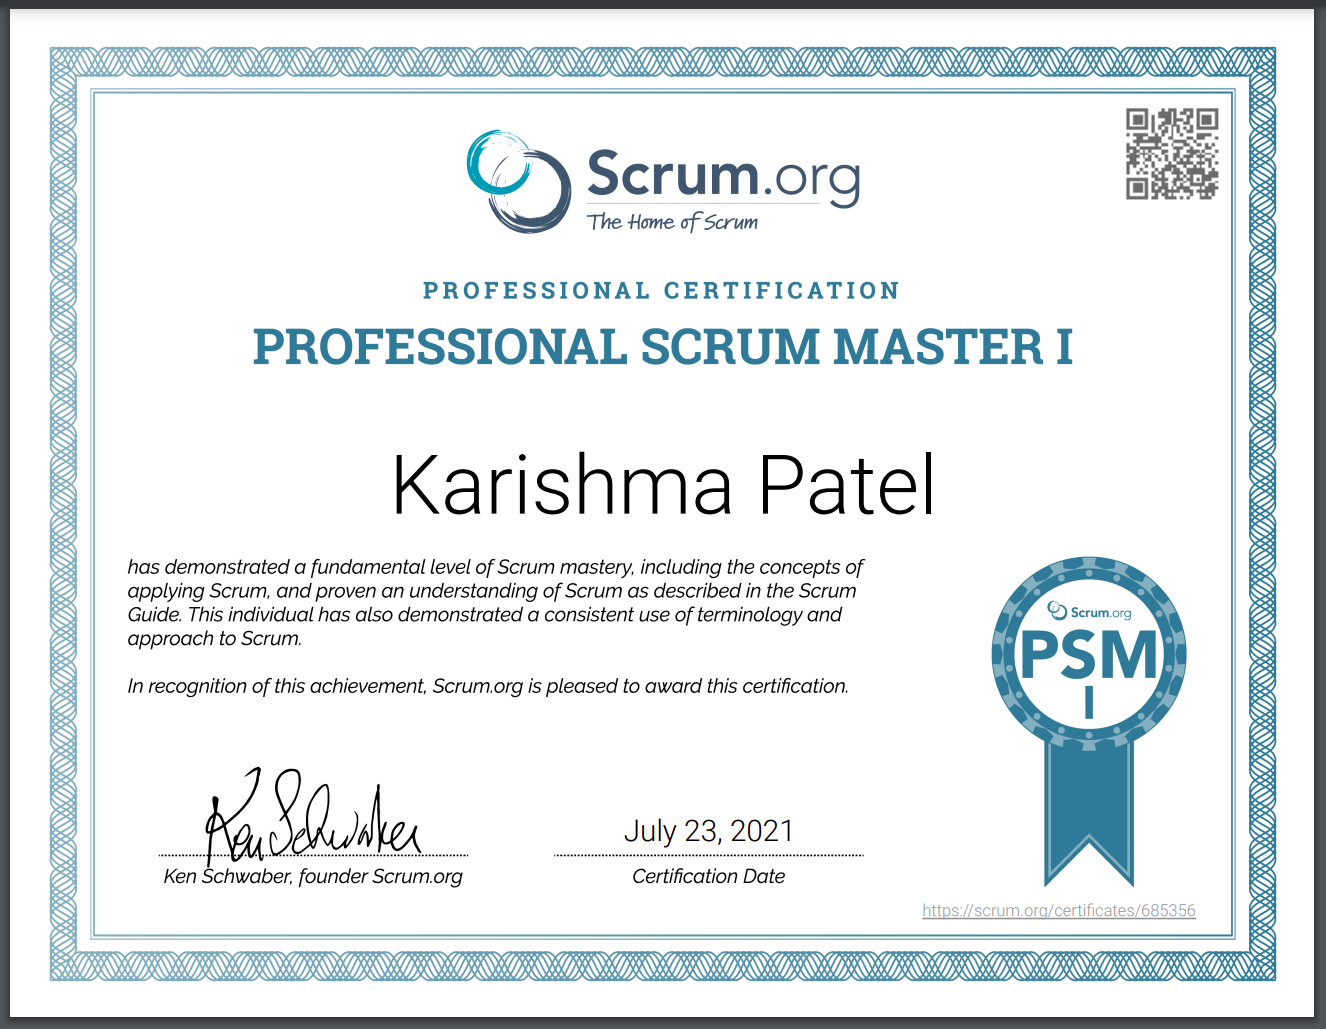 Scrum.org
The Home of Scrum
PROFESSIONAL CERTIFICATION
PROFESSIONAL SCRUM MASTER I
Karishma Patel
has demonstrated a fundamental level of Scrum mastery, including the concepts of
applying Scrum, and proven an understanding of Scrum as described in the Scrum
Guide. This individual has also demonstrated a consistent use of terminology and
approach to Scrum.
In recognition of this achievement, Scrum.org is pleased to award this certification.
Scrum.org
PSM
I
Ken Schwaber
Ken Schwaber, founder Scrum.org
July 23, 2021
Certification Date
https://scrum.org/certificates/685356